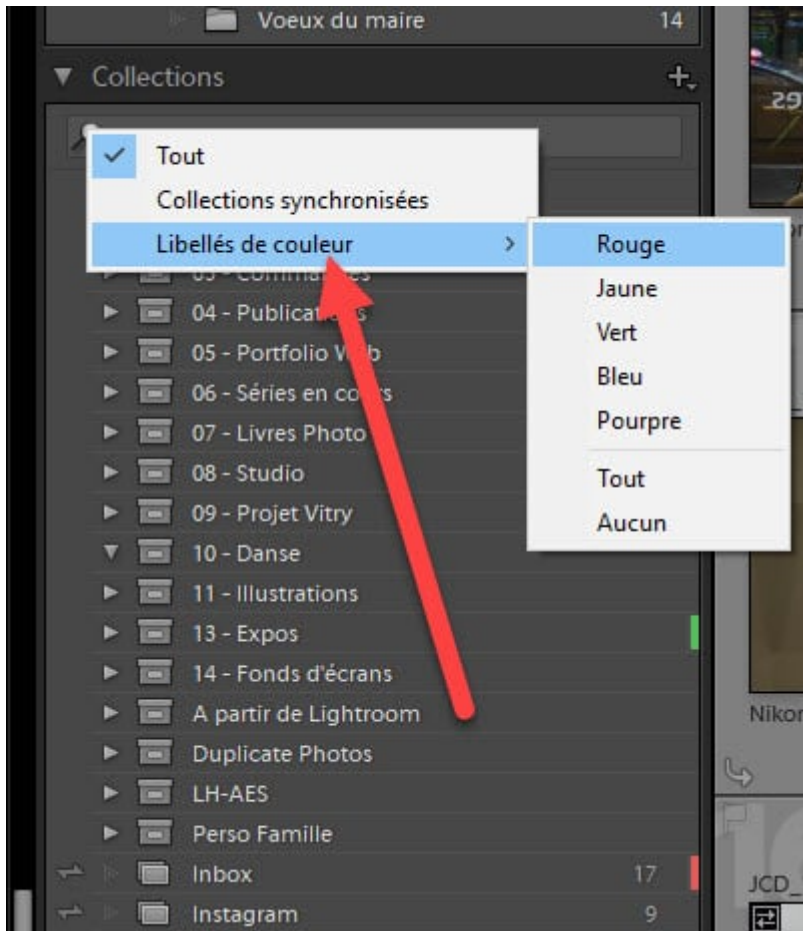 Voeux du maire 14
Collections
Tout
Collections synchronisées
Libellés de couleur
Rouge
Jaune
Vert
Bleu
Pourpre
Tout
Aucun
03 - Commandes
04 - Publications
05 - Portfolio Web
06 - Séries en cours
07 - Livres Photo
08 - Studio
09 - Projet Vitry
10 - Danse
11 - Illustrations
13 - Expos
14 - Fonds d'écrans
A partir de Lightroom
Duplicate Photos
LH-AES
Perso Famille
Inbox 17
Instagram 9
Nikon
JCD_